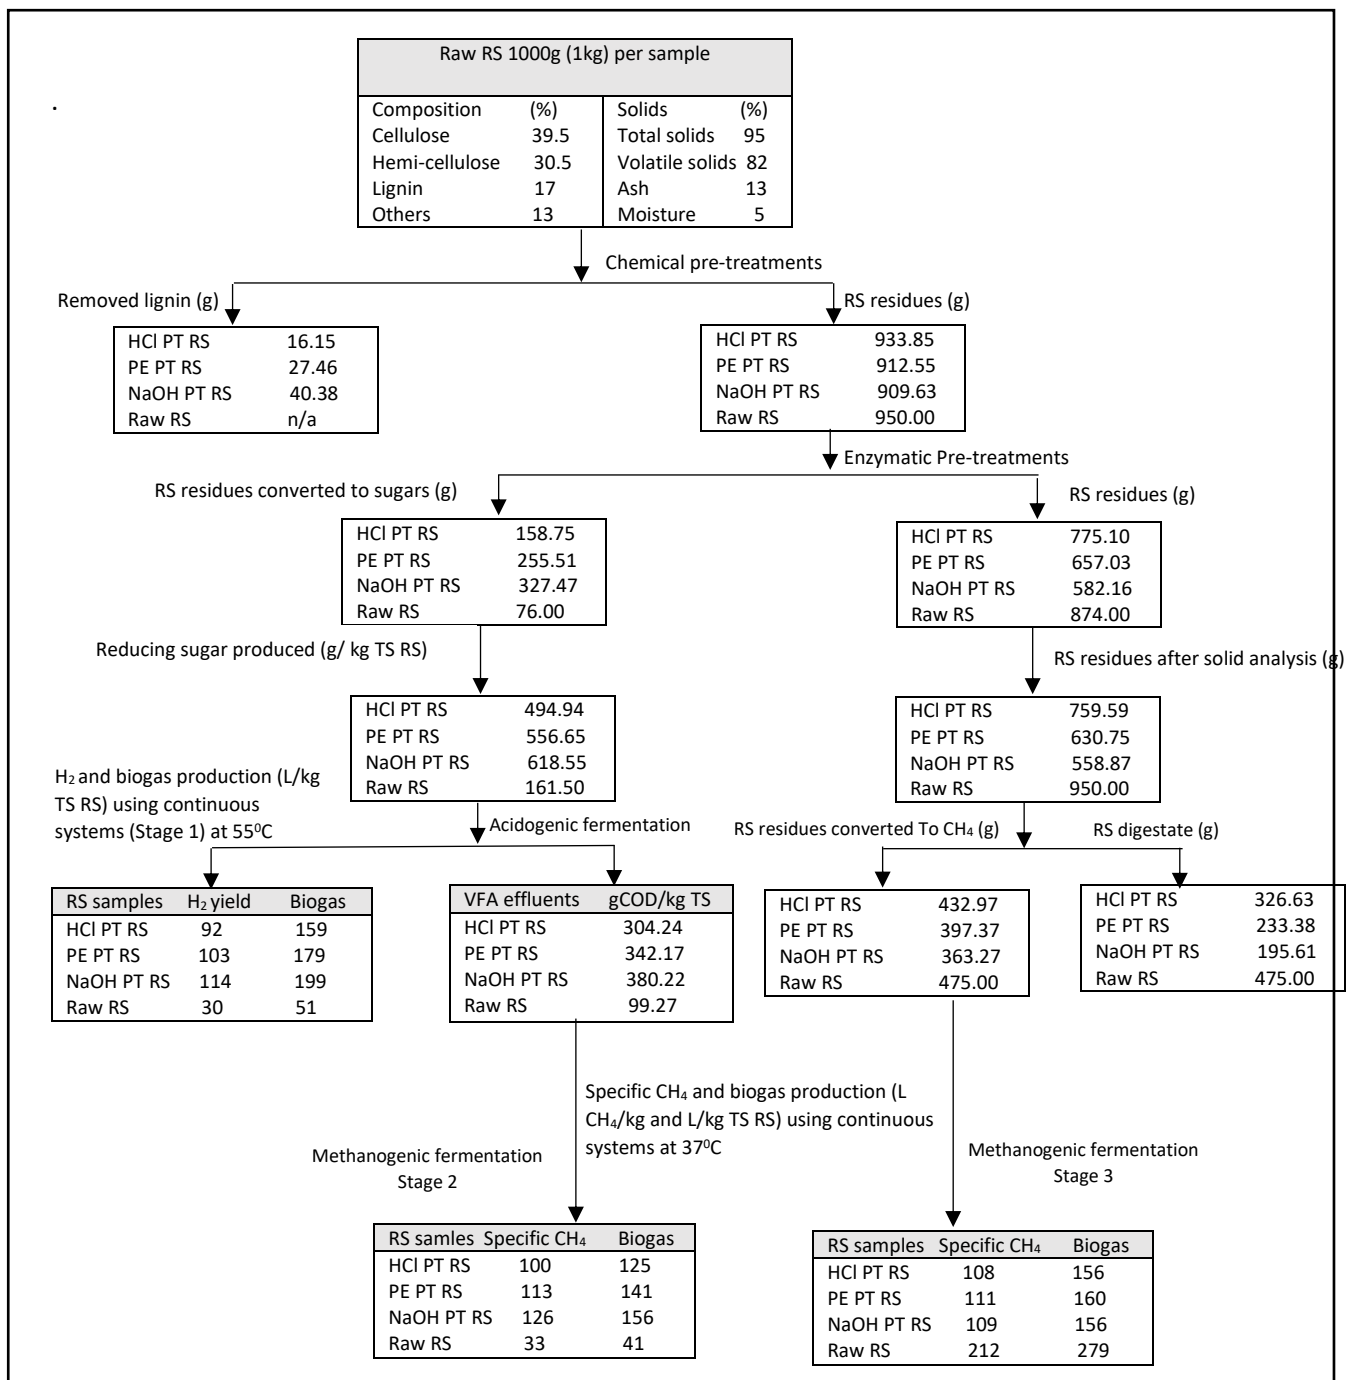 Raw RS 1000g (1kg) per sample
.
Composition (%) Solids (%)
Cellulose 39.5 Total solids 95
Hemi-cellulose 30.5 Volatile solids 82
Lignin 17 Ash 13
Others 13 Moisture 5
Chemical pre-treatments
Removed lignin (g)
HCl PT RS 16.15
PE PT RS 27.46
NaOH PT RS 40.38
Raw RS n/a
RS residues (g)
HCl PT RS 933.85
PE PT RS 912.55
NaOH PT RS 909.63
Raw RS 950.00
Enzymatic Pre-treatments
RS residues converted to sugars (g)
HCl PT RS 158.75
PE PT RS 255.51
NaOH PT RS 327.47
Raw RS 76.00
RS residues (g)
HCl PT RS 775.10
PE PT RS 657.03
NaOH PT RS 582.16
Raw RS 874.00
Reducing sugar produced (g/ kg TS RS)
HCl PT RS 494.94
PE PT RS 556.65
NaOH PT RS 618.55
Raw RS 161.50
RS residues after solid analysis (g)
HCl PT RS 759.59
PE PT RS 630.75
NaOH PT RS 558.87
Raw RS 950.00
H₂ and biogas production (L/kg
TS RS) using continuous
systems (Stage 1) at 55⁰C
Acidogenic fermentation
RS samples H₂ yield Biogas
HCl PT RS 92 159
PE PT RS 103 179
NaOH PT RS 114 199
Raw RS 30 51
VFA effluents gCOD/kg TS
HCl PT RS 304.24
PE PT RS 342.17
NaOH PT RS 380.22
Raw RS 99.27
RS residues converted To CH₄ (g)
HCl PT RS 432.97
PE PT RS 397.37
NaOH PT RS 363.27
Raw RS 475.00
RS digestate (g)
HCl PT RS 326.63
PE PT RS 233.38
NaOH PT RS 195.61
Raw RS 475.00
Specific CH₄ and biogas production (L
CH₄/kg and L/kg TS RS) using continuous
systems at 37⁰C
Methanogenic fermentation
Stage 2
Methanogenic fermentation
Stage 3
RS samles Specific CH₄ Biogas
HCl PT RS 100 125
PE PT RS 113 141
NaOH PT RS 126 156
Raw RS 33 41
RS samples Specific CH₄ Biogas
HCl PT RS 108 156
PE PT RS 111 160
NaOH PT RS 109 156
Raw RS 212 279